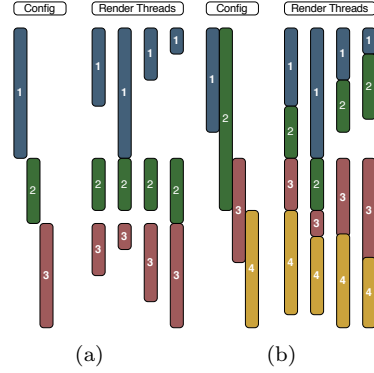 Config Render Threads Config Render Threads
1 1 1 1 1 1 2 1 1 1 1
2 2 2 2 2 2 2 2 2
3 3 3 3 3 3 3 3 3 3
4 4 4 4 4
(a) (b)